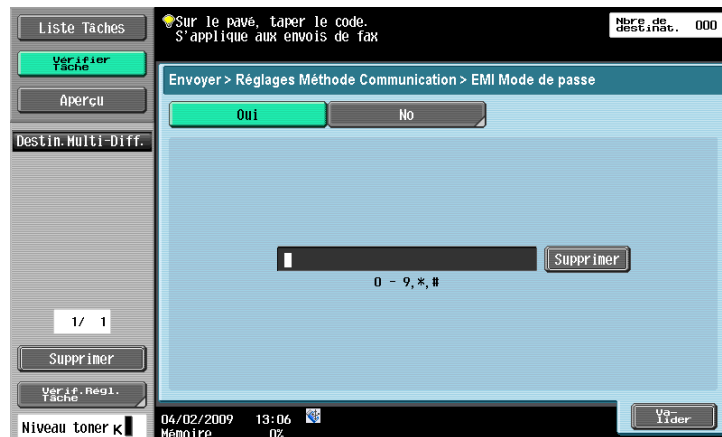 Liste Tâches
Sur le pavé, taper le code.
S'applique aux envois de fax
Nbre de
destinat. 000
Vérifier
Tâche
Envoyer > Réglages Méthode Communication > EMI Mode de passe
Aperçu
Oui
No
Destin.Multi-Diff.
Supprimer
0 - 9,*,#
1/ 1
Supprimer
Vérif.Régl.
Tâche
Niveau toner K
04/02/2009 13:06
Mémoire 0%
Va-
lider